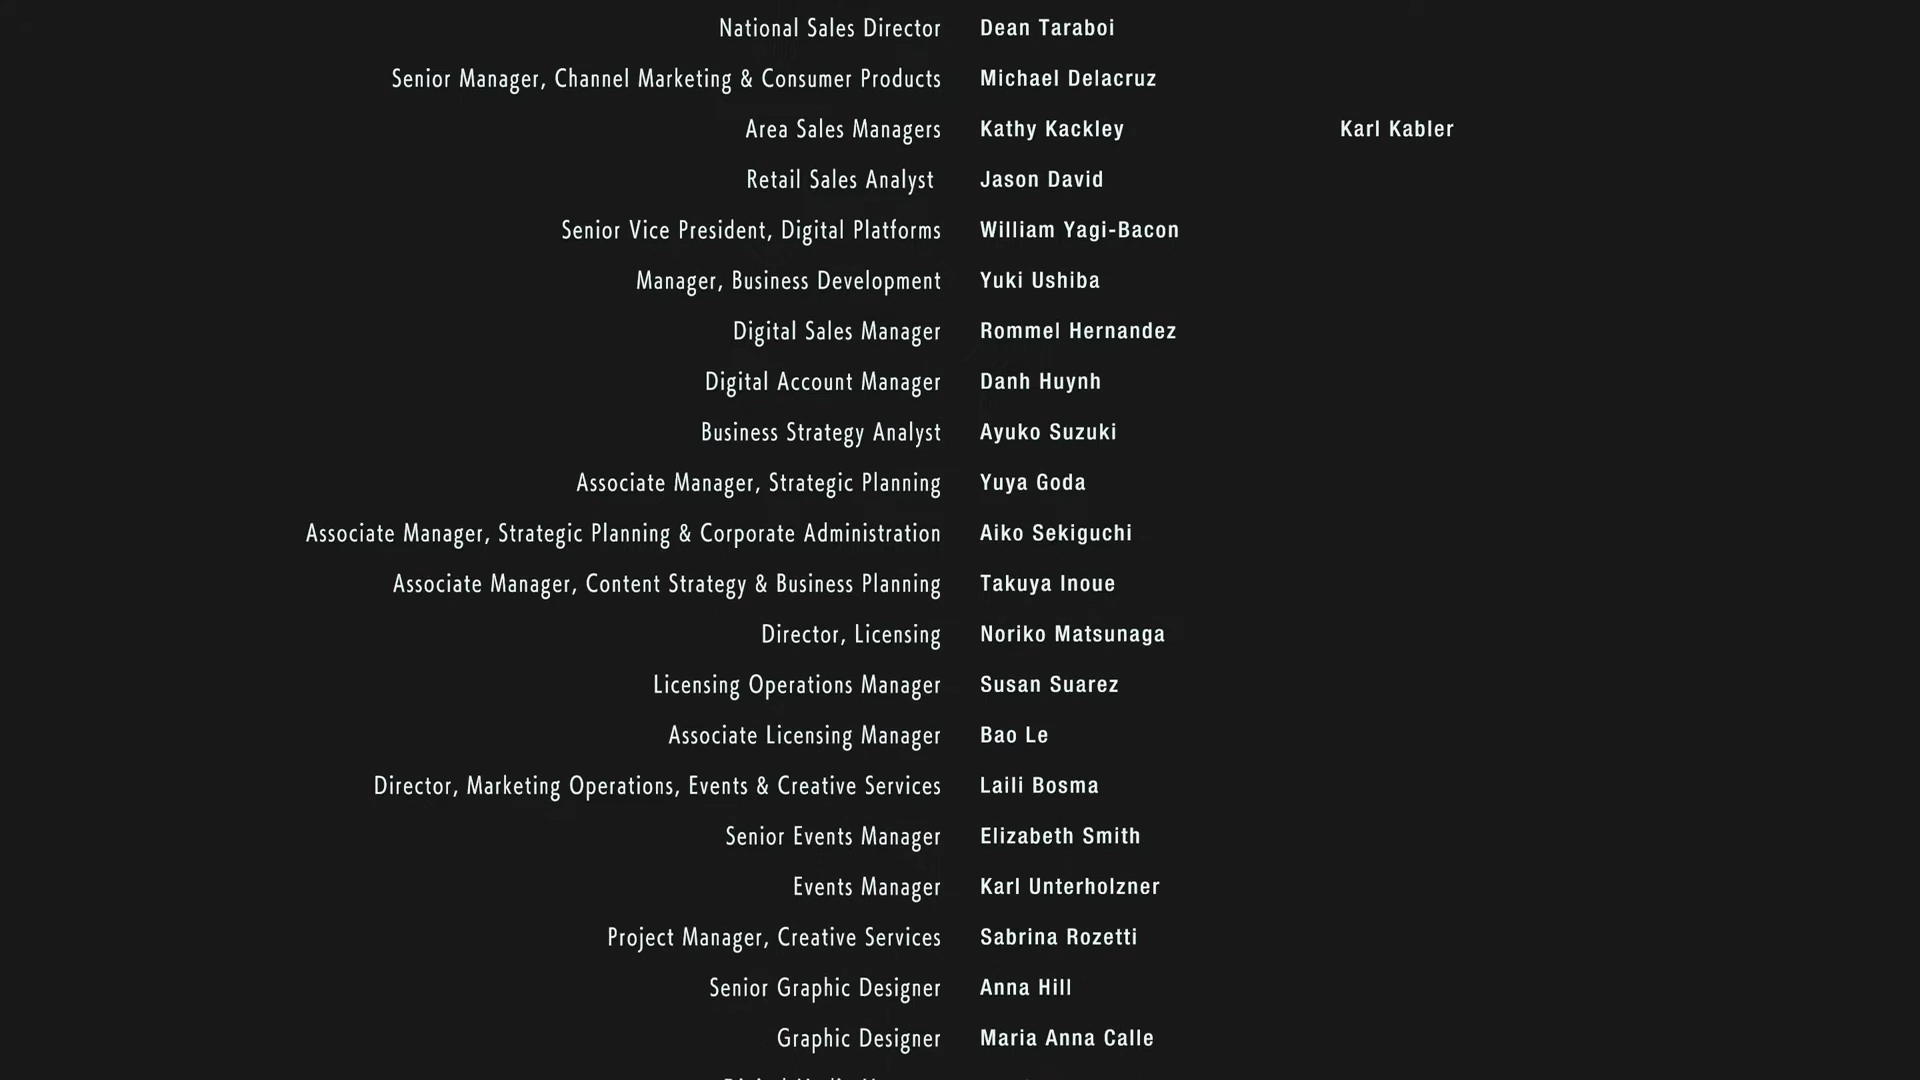 National Sales Director Dean Taraboi
Senior Manager, Channel Marketing & Consumer Products Michael Delacruz
Area Sales Managers Kathy Kackley Karl Kabler
Retail Sales Analyst Jason David
Senior Vice President, Digital Platforms William Yagi-Bacon
Manager, Business Development Yuki Ushiba
Digital Sales Manager Rommel Hernandez
Digital Account Manager Danh Huynh
Business Strategy Analyst Ayuko Suzuki
Associate Manager, Strategic Planning Yuya Goda
Associate Manager, Strategic Planning & Corporate Administration Aiko Sekiguchi
Associate Manager, Content Strategy & Business Planning Takuya Inoue
Director, Licensing Noriko Matsunaga
Licensing Operations Manager Susan Suarez
Associate Licensing Manager Bao Le
Director, Marketing Operations, Events & Creative Services Laili Bosma
Senior Events Manager Elizabeth Smith
Events Manager Karl Unterholzner
Project Manager, Creative Services Sabrina Rozetti
Senior Graphic Designer Anna Hill
Graphic Designer Maria Anna Calle